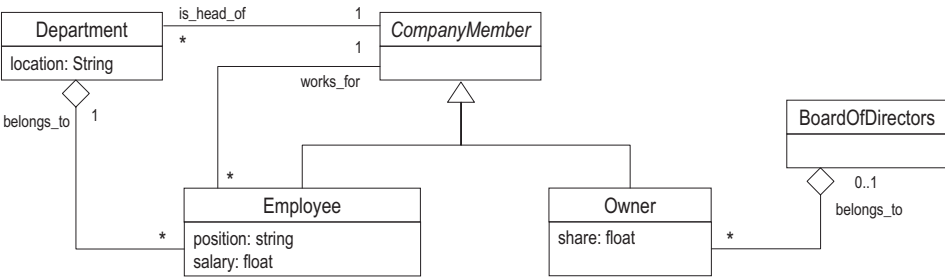 is_head_of
1
*
Department
location: String
CompanyMember
1
works_for
belongs_to
1
BoardOfDirectors
0..1
belongs_to
*
*
*
Employee
position: string
salary: float
Owner
share: float